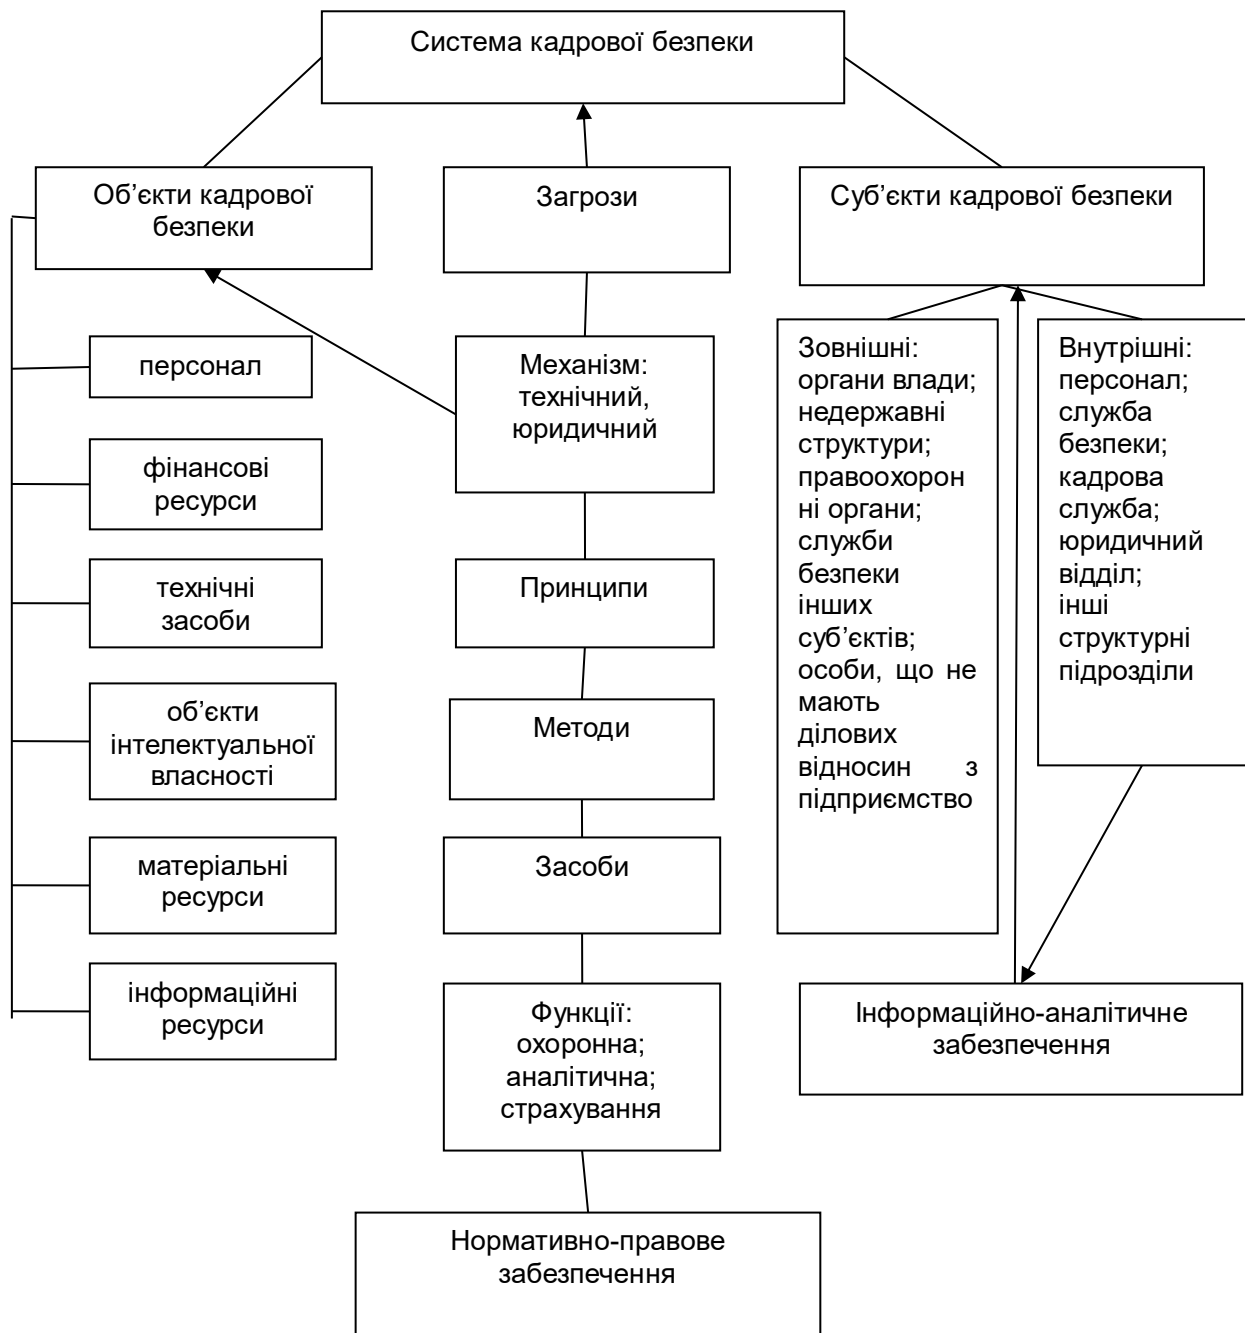 Система кадрової безпеки
Об’єкти кадрової
безпеки
Загрози
Суб’єкти кадрової безпеки
персонал
фінансові
ресурси
технічні
засоби
об’єкти
інтелектуальної
власності
матеріальні
ресурси
інформаційні
ресурси
Механізм:
технічний,
юридичний
Принципи
Методи
Засоби
Функції:
охоронна;
аналітична;
страхування
Нормативно-правове
забезпечення
Зовнішні:
органи влади;
недержавні
структури;
правоохорон
ні органи;
служби
безпеки
інших
суб’єктів;
особи, що не
мають
ділових
відносин з
підприємство
Внутрішні:
персонал;
служба
безпеки;
кадрова
служба;
юридичний
відділ;
інші
структурні
підрозділи
Інформаційно-аналітичне
забезпечення